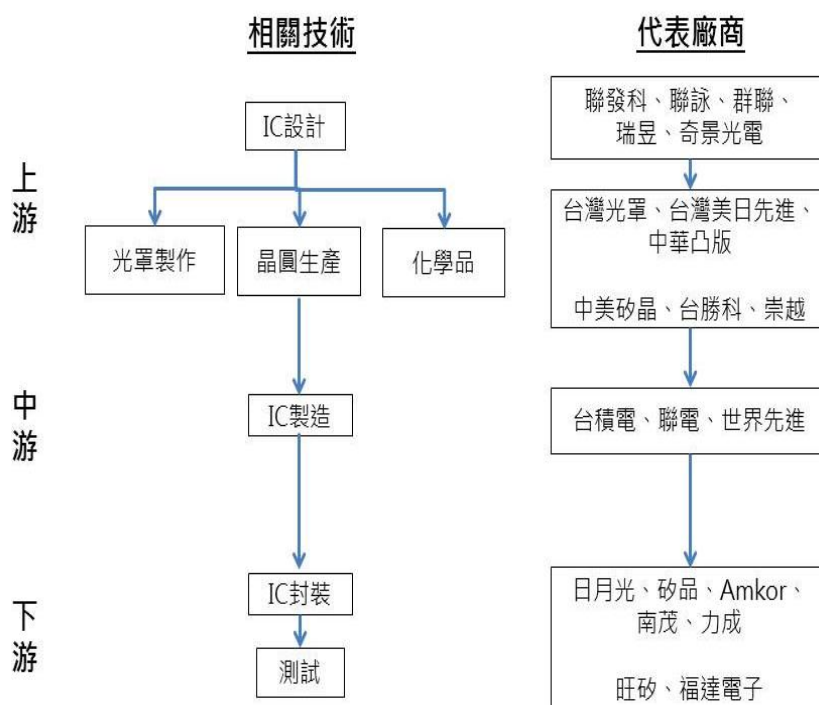 相關技術
代表廠商
上游
IC設計
光罩製作
晶圓生產
化學品
聯發科、聯詠、群聯、
瑞昱、奇景光電
台灣光罩、台灣美日先進、
中華凸版
中美矽晶、台勝科、崇越
中游
IC製造
台積電、聯電、世界先進
下游
IC封裝
測試
日月光、矽品、Amkor、
南茂、力成
旺矽、福達電子